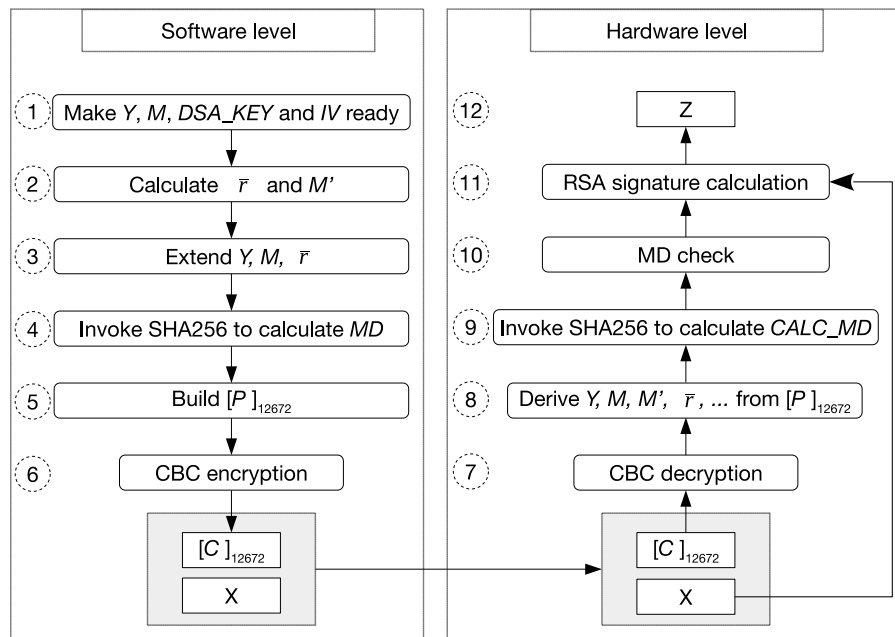 Software level
1 Make Y, M, DSA_KEY and IV ready
2 Calculate r̅ and M’
3 Extend Y, M, r̅
4 Invoke SHA256 to calculate MD
5 Build [P]₁₂₆₇₂
6 CBC encryption
[C]₁₂₆₇₂
X
Hardware level
12 Z
11 RSA signature calculation
10 MD check
9 Invoke SHA256 to calculate CALC_MD
8 Derive Y, M, M’, r̅, ... from [P]₁₂₆₇₂
7 CBC decryption
[C]₁₂₆₇₂
X